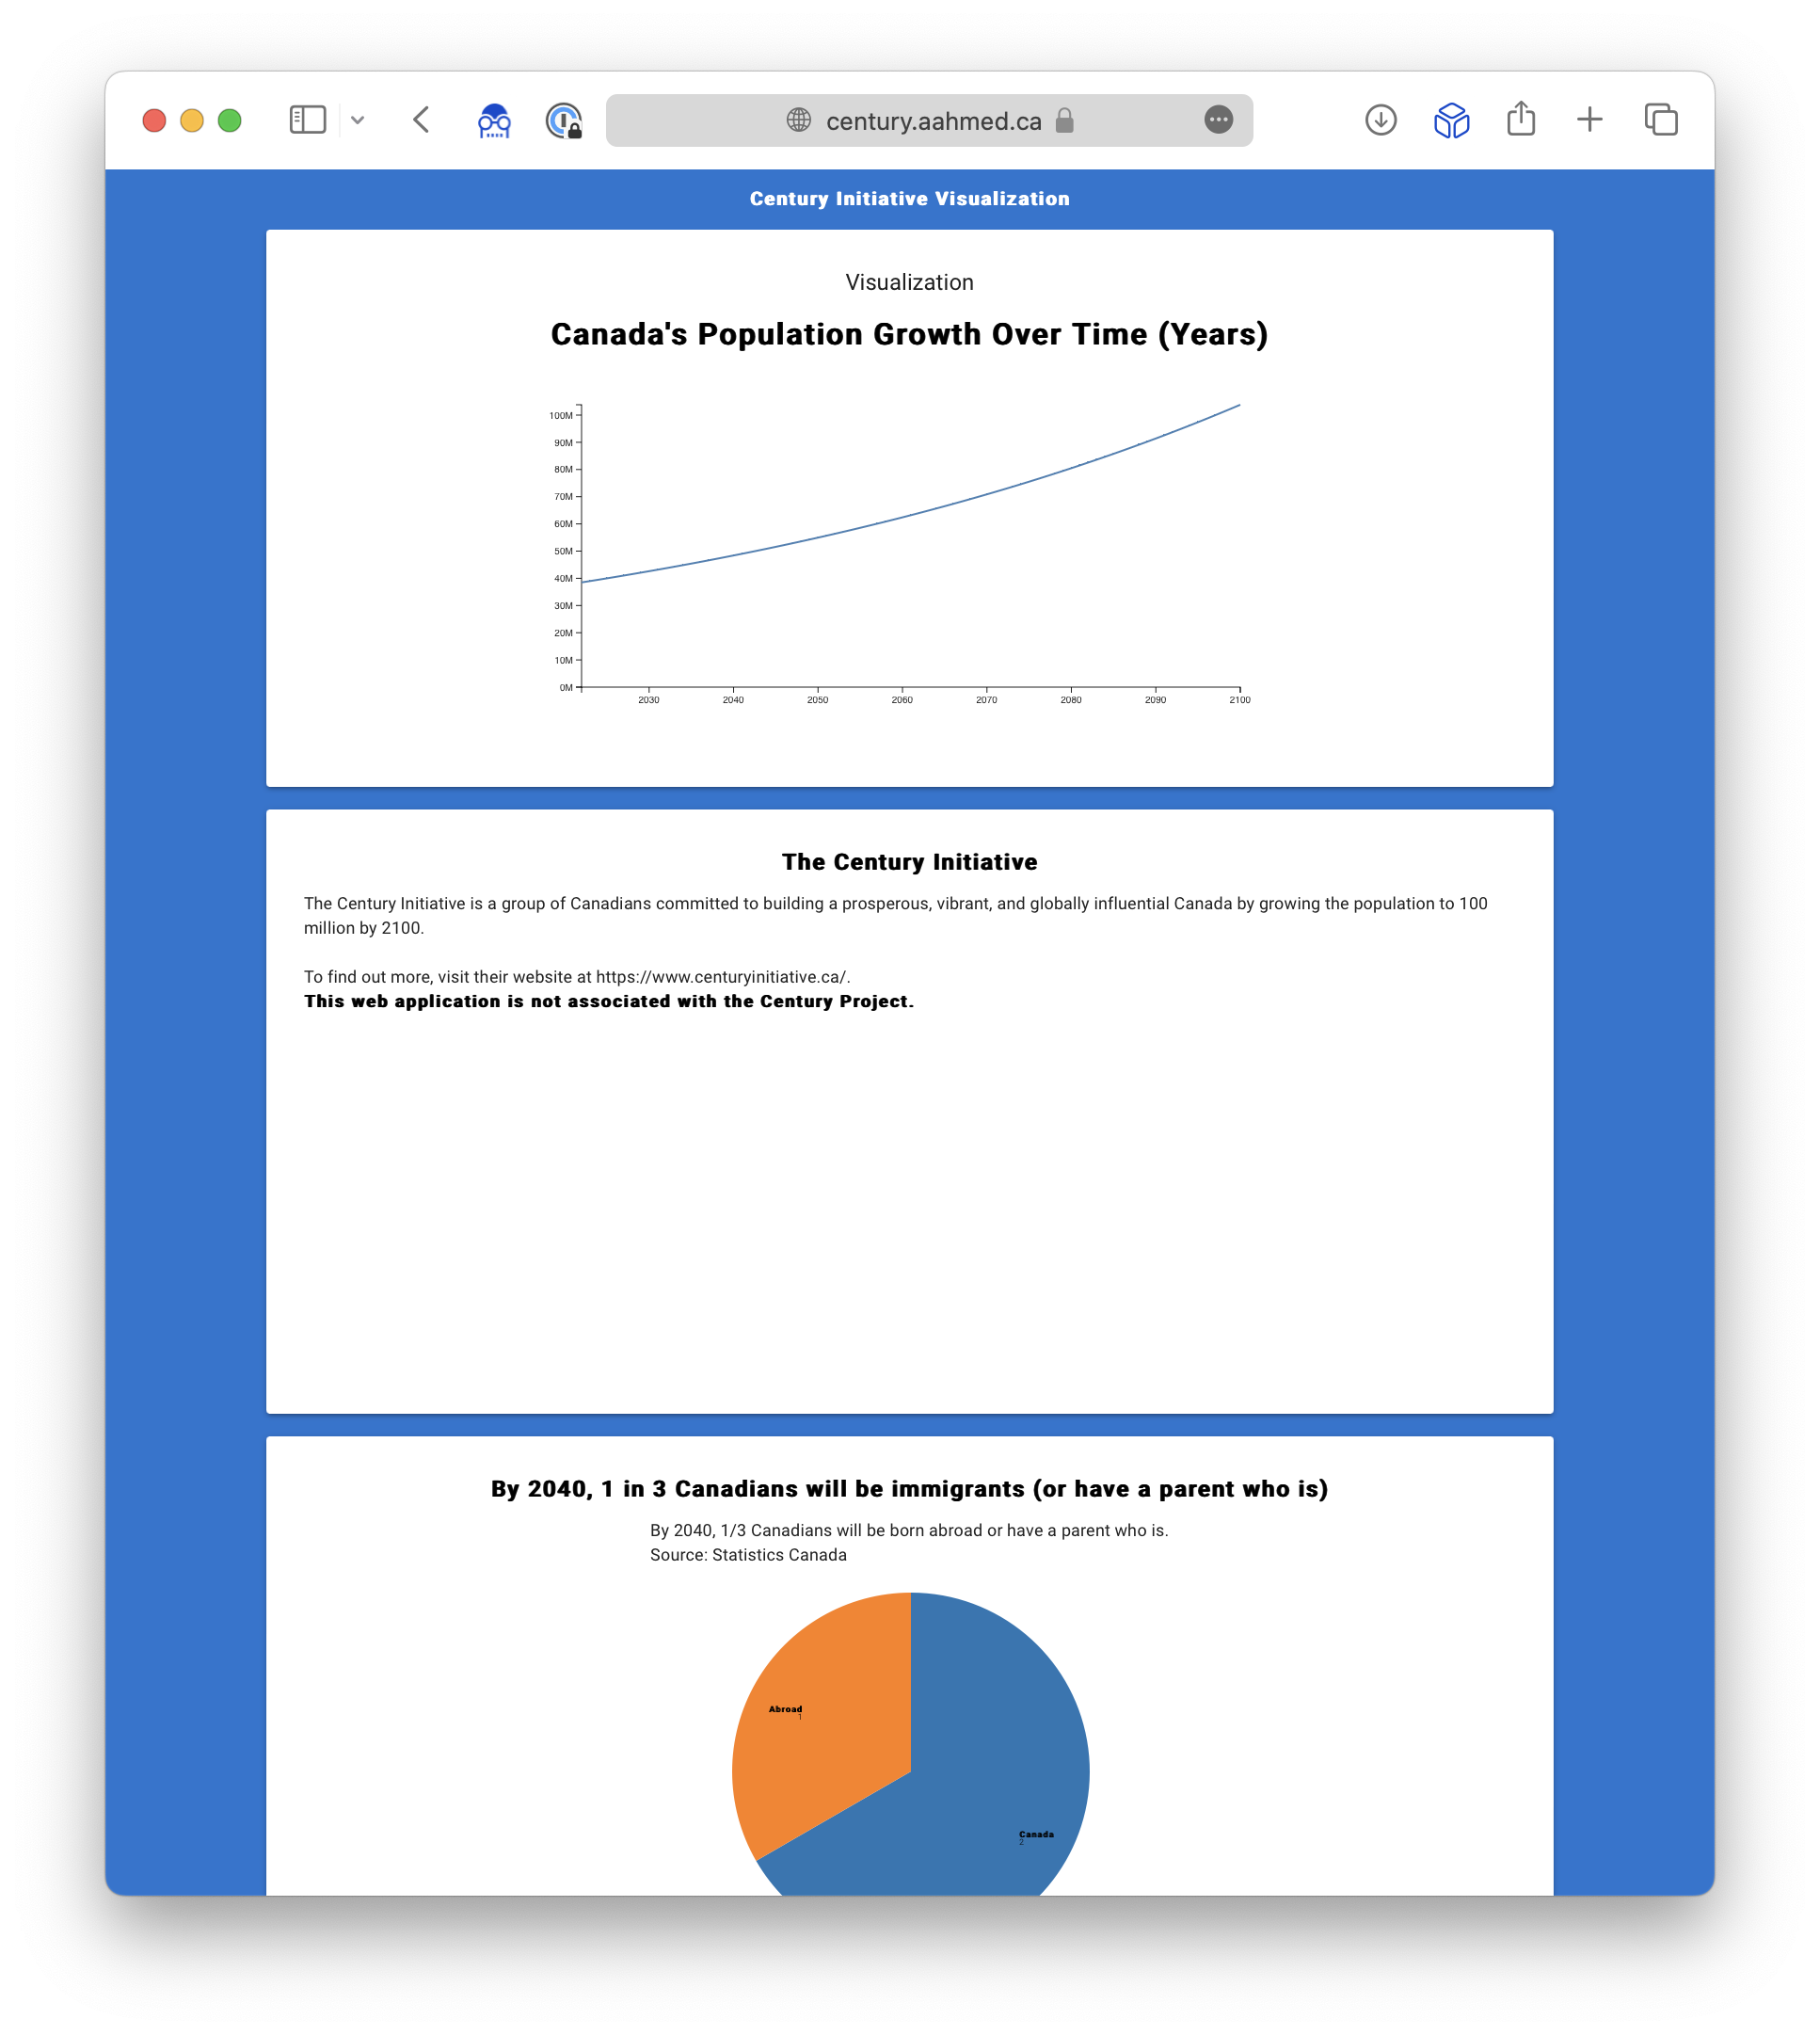 century.aahmed.ca
Century Initiative Visualization
Visualization
Canada's Population Growth Over Time (Years)
100M
90M
80M
70M
60M
50M
40M
30M
20M
10M
0M
2030 2040 2050 2060 2070 2080 2090 2100
The Century Initiative
The Century Initiative is a group of Canadians committed to building a prosperous, vibrant, and globally influential Canada by growing the population to 100
million by 2100.
To find out more, visit their website at https://www.centuryinitiative.ca/.
This web application is not associated with the Century Project.
By 2040, 1 in 3 Canadians will be immigrants (or have a parent who is)
By 2040, 1/3 Canadians will be born abroad or have a parent who is.
Source: Statistics Canada
Abroad
1
Canada
2